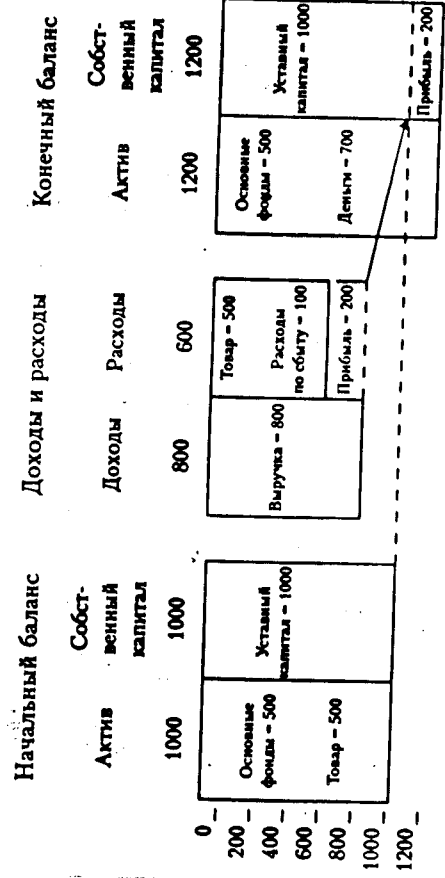 Начальный баланс
Актив
Собст-
венный
капитал
1000
1000
0
200
400
600
800
1000
1200
Основные
фонды = 500
Товар = 500
Уставный
капитал = 1000
Доходы и расходы
Доходы
Расходы
800
600
Выручка = 800
Товар = 500
Расходы
по сбыту = 100
Прибыль = 200
Конечный баланс
Актив
Собст-
венный
капитал
1200
1200
Основные
фонды = 500
Деньги = 700
Уставный
капитал = 1000
Прибыль = 200